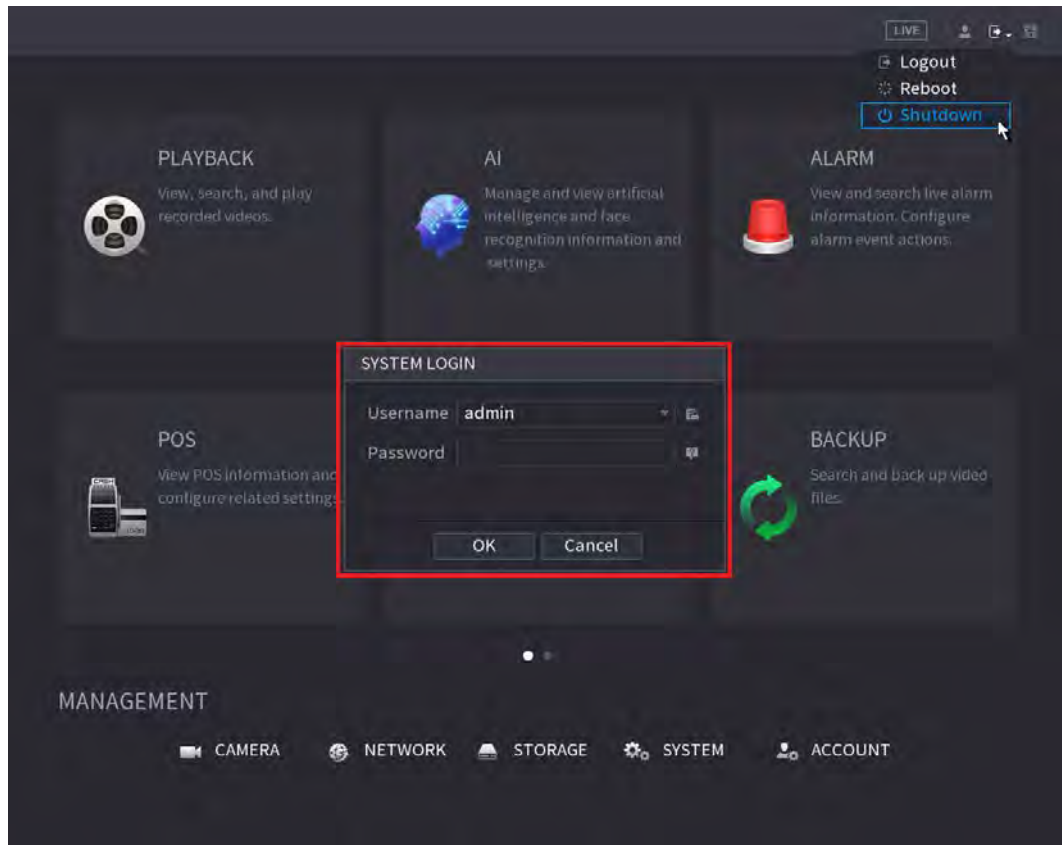 LIVE
Logout
Reboot
Shutdown
PLAYBACK
View, search, and play
recorded videos.
AI
Manage and view artificial
intelligence and face
recognition information and
settings.
ALARM
View and search live alarm
information. Configure
alarm event actions.
SYSTEM LOGIN
Username admin
Password
OK Cancel
POS
View POS information and
configure related settings
BACKUP
Search and back up video
files.
MANAGEMENT
CAMERA NETWORK STORAGE SYSTEM ACCOUNT